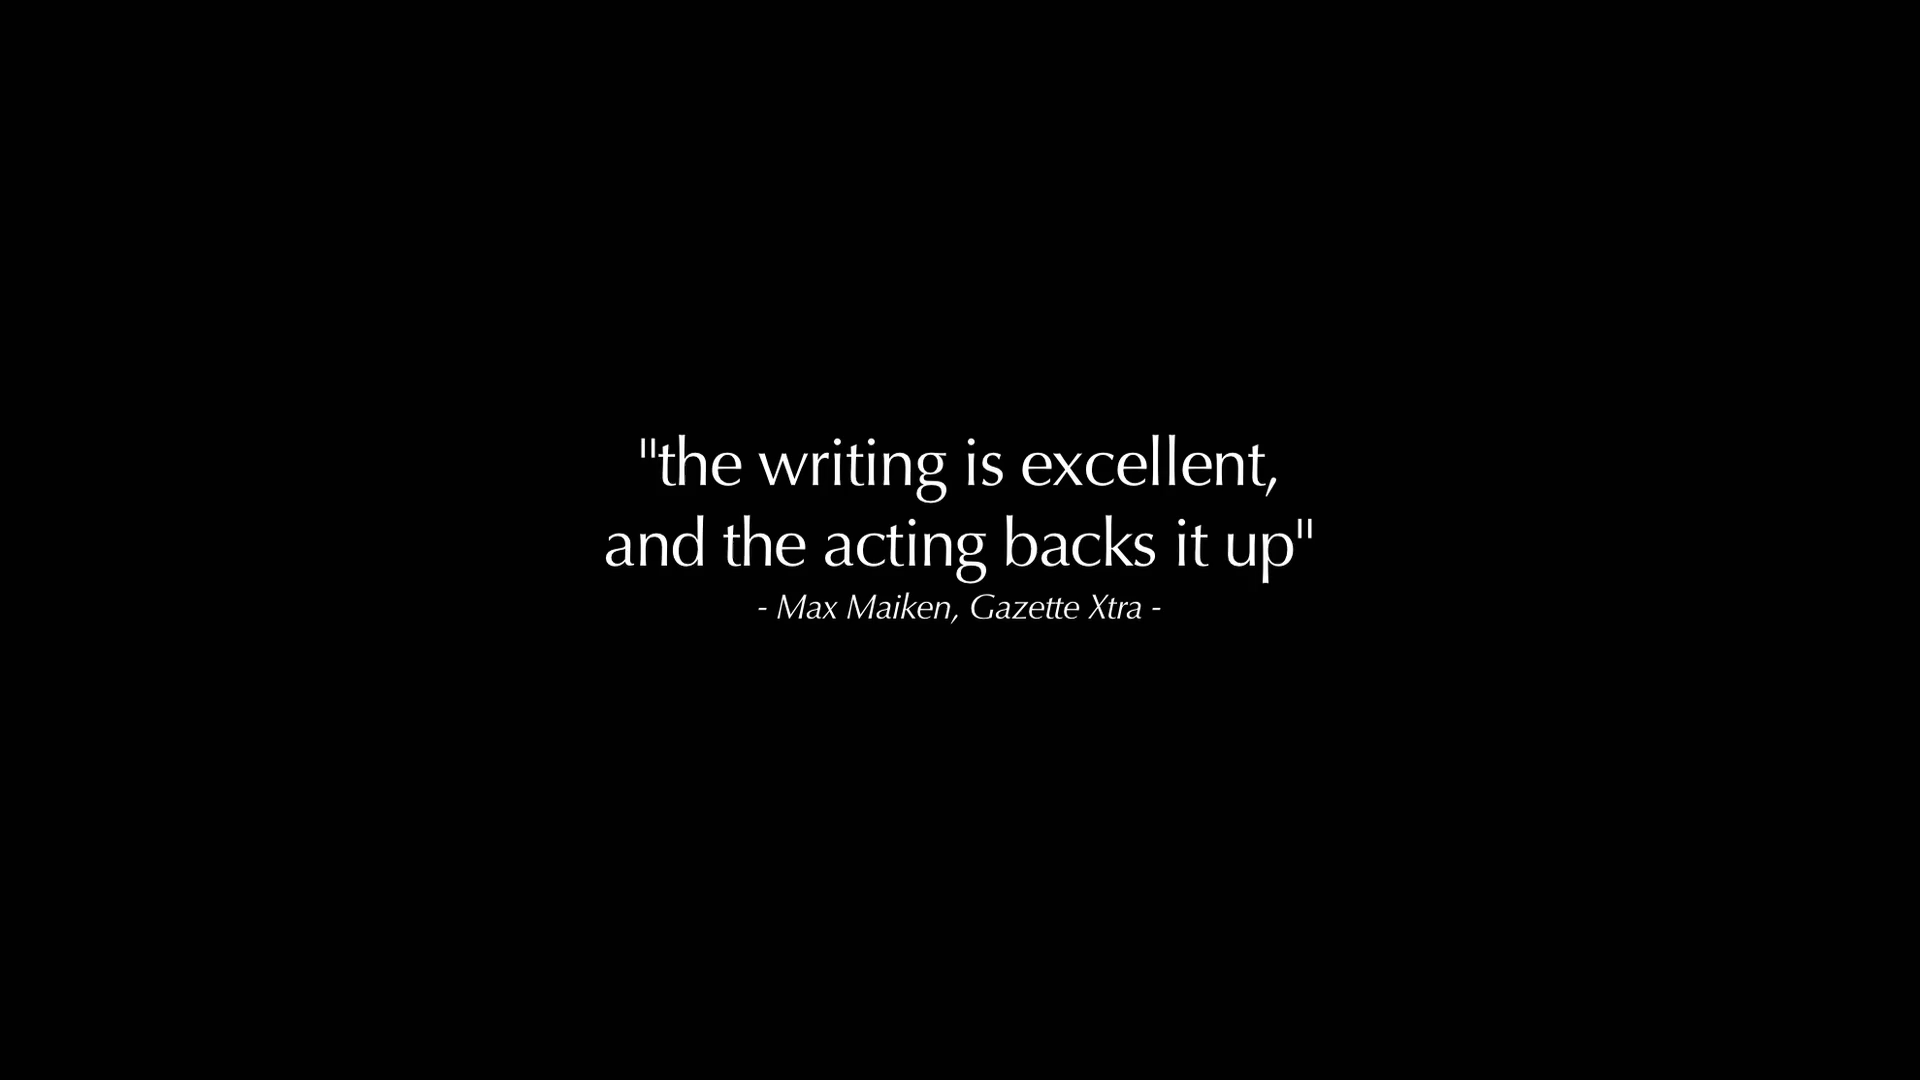 "the writing is excellent,
and the acting backs it up"
- Max Maiken, Gazette Xtra -